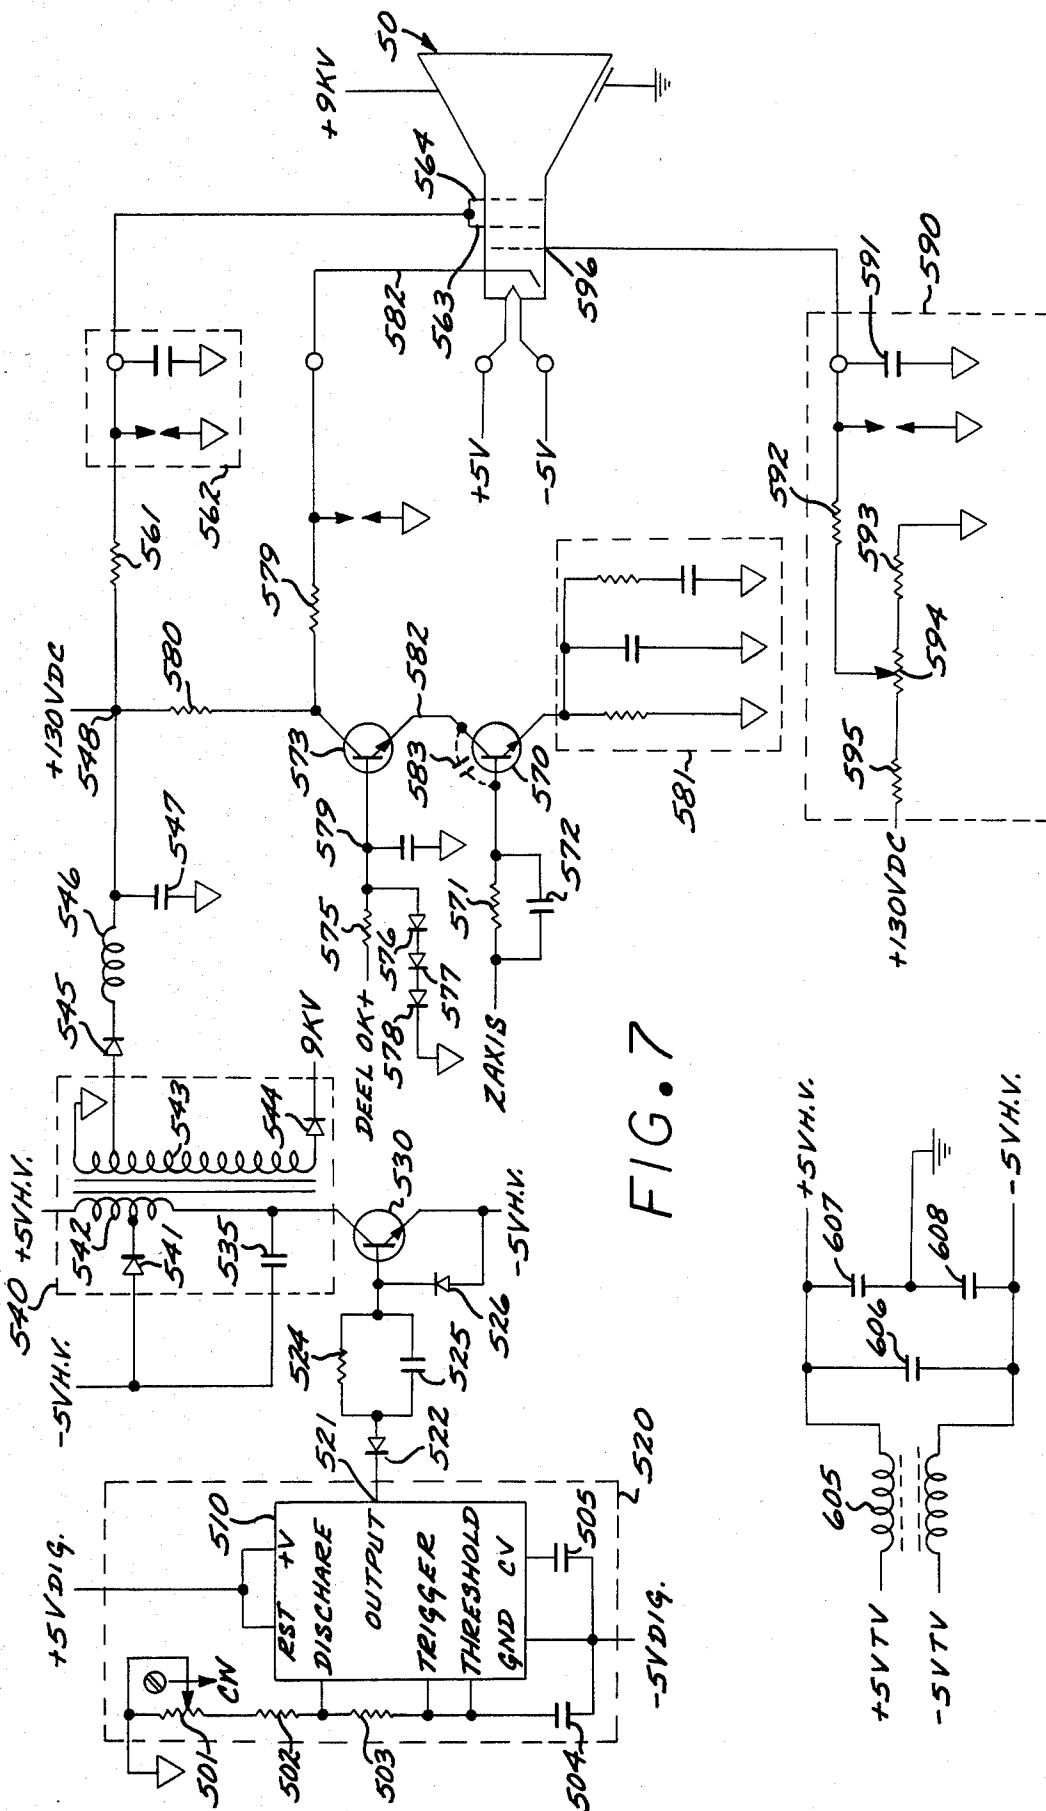 +5VDIG.
-5VH.V.
540
+5VH.V.
542
541
535
543
544
9KV
545
546
547
+130VDC
548
580
561
562
+9KV
50
564
563
582
596
+5V
-5V
579
573
582
583
570
579
575
576
577
578
DEEL OK+
571
572
ZAXIS
581
590
591
592
593
594
595
+130VDC
510
RST
+V
DISCHARE
OUTPUT
TRIGGER
THRESHOLD
GND
CV
CW
501
502
503
504
505
-5VDIG.
520
521
522
524
525
526
530
-5VH.V.
FIG. 7
+5VTV
-5VTV
605
606
607
608
+5VH.V.
-5VH.V.